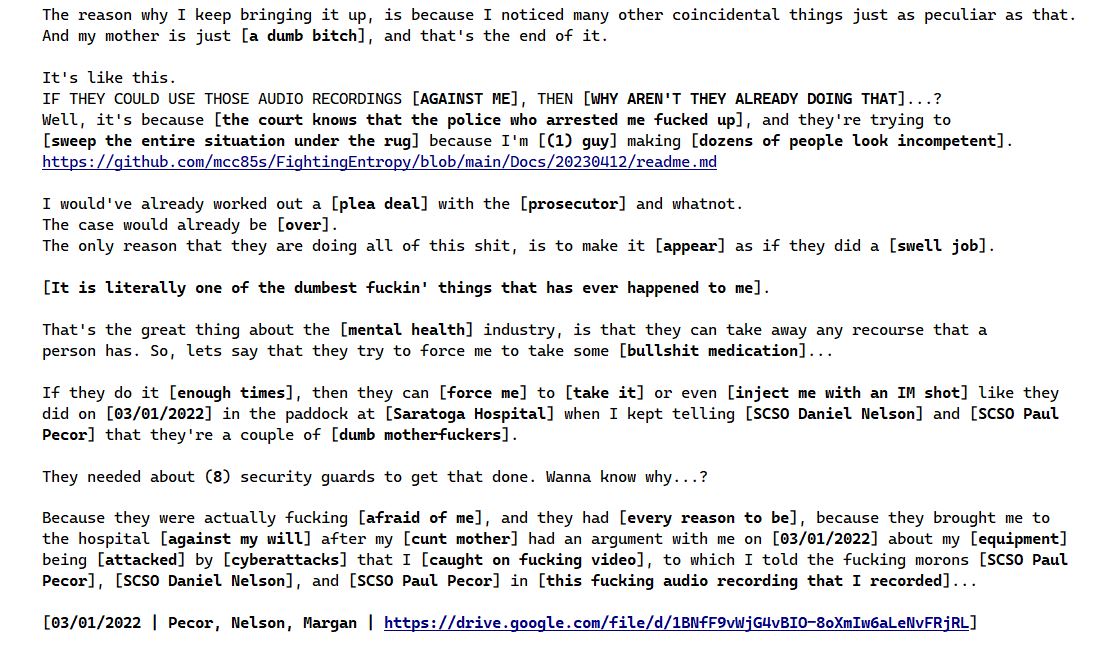 The reason why I keep bringing it up, is because I noticed many other coincidental things just as peculiar as that.
And my mother is just [a dumb bitch], and that's the end of it.
It's like this.
IF THEY COULD USE THOSE AUDIO RECORDINGS [AGAINST ME], THEN [WHY AREN'T THEY ALREADY DOING THAT]...?
Well, it's because [the court knows that the police who arrested me fucked up], and they're trying to
[sweep the entire situation under the rug] because I'm [(1) guy] making [dozens of people look incompetent].
https://github.com/mcc85s/FightingEntropy/blob/main/Docs/20230412/readme.md
I would've already worked out a [plea deal] with the [prosecutor] and whatnot.
The case would already be [over].
The only reason that they are doing all of this shit, is to make it [appear] as if they did a [swell job].
[It is literally one of the dumbest fuckin' things that has ever happened to me].
That's the great thing about the [mental health] industry, is that they can take away any recourse that a
person has. So, lets say that they try to force me to take some [bullshit medication]...
If they do it [enough times], then they can [force me] to [take it] or even [inject me with an IM shot] like they
did on [03/01/2022] in the paddock at [Saratoga Hospital] when I kept telling [SCSO Daniel Nelson] and [SCSO Paul
Pecor] that they're a couple of [dumb motherfuckers].
They needed about (8) security guards to get that done. Wanna know why...?
Because they were actually fucking [afraid of me], and they had [every reason to be], because they brought me to
the hospital [against my will] after my [cunt mother] had an argument with me on [03/01/2022] about my [equipment]
being [attacked] by [cyberattacks] that I [caught on fucking video], to which I told the fucking morons [SCSO Paul
Pecor], [SCSO Daniel Nelson], and [SCSO Paul Pecor] in [this fucking audio recording that I recorded]...
[03/01/2022 | Pecor, Nelson, Margan | https://drive.google.com/file/d/1BNfF9vWjG4vBIO-8oXmIw6aLeNvFRjRL]